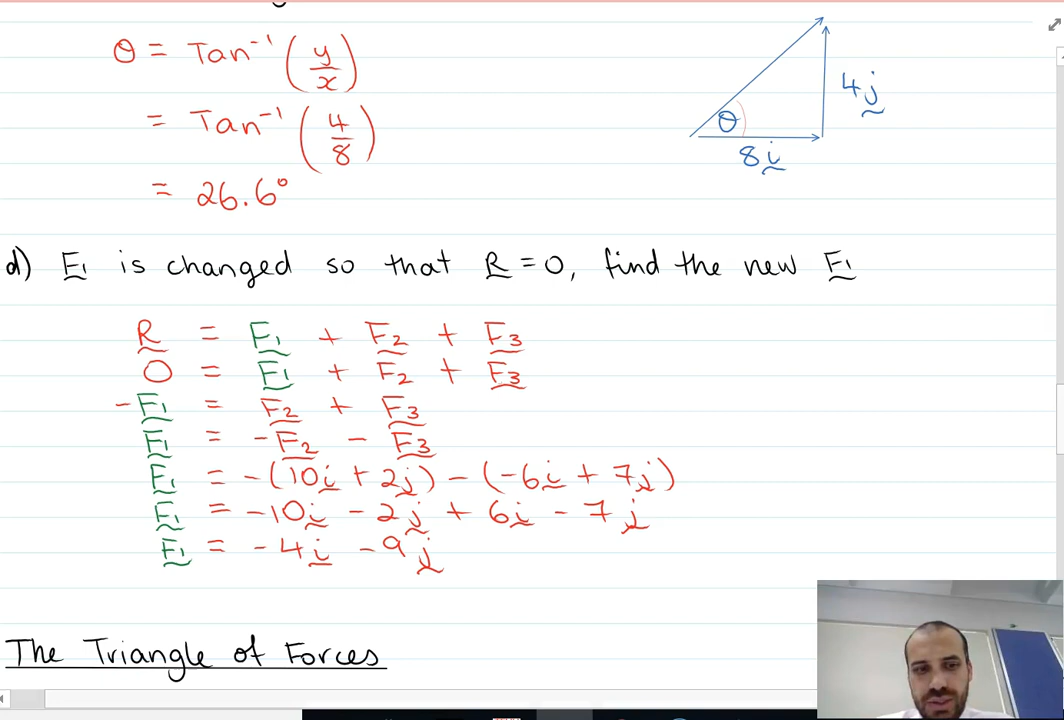 θ = Tan⁻¹ (y/x)
= Tan⁻¹ (4/8)
= 26.6°
θ
4j
8i
d) F₁ is changed so that R = 0, find the new F₁
R = F₁ + F₂ + F₃
0 = F₁ + F₂ + F₃
-F₁ = F₂ + F₃
F₁ = -F₂ - F₃
F₁ = -(10i + 2j) - (-6i + 7j)
F₁ = -10i - 2j + 6i - 7j
F₁ = -4i - 9j
The Triangle of Forces